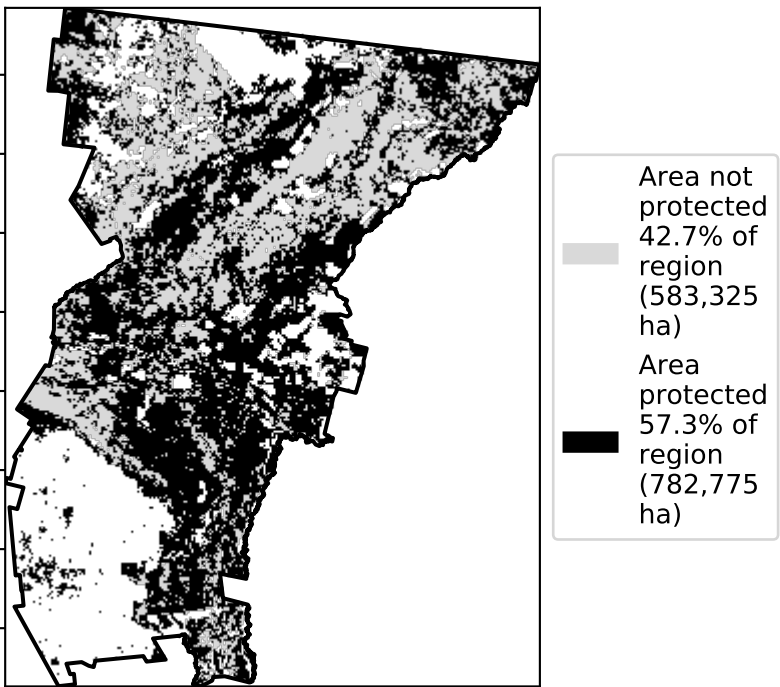 Area not
protected
42.7% of
region
(583,325
ha)
Area
protected
57.3% of
region
(782,775
ha)